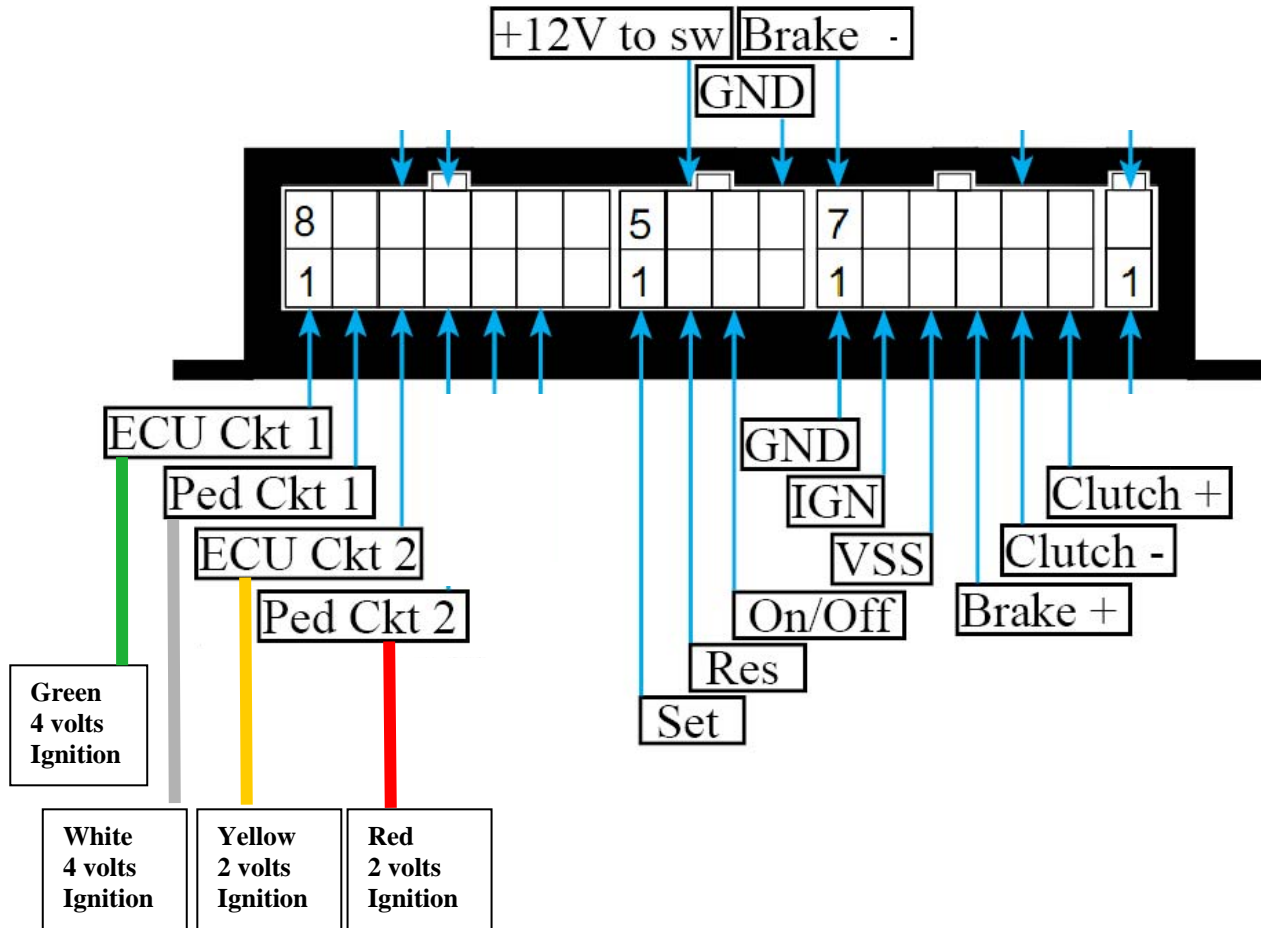 +12V to sw
Brake -
GND
8
5
7
1
1
1
1
ECU Ckt 1
Ped Ckt 1
ECU Ckt 2
Ped Ckt 2
GND
IGN
VSS
On/Off
Res
Set
Clutch +
Clutch -
Brake +
Green
4 volts
Ignition
White
4 volts
Ignition
Yellow
2 volts
Ignition
Red
2 volts
Ignition